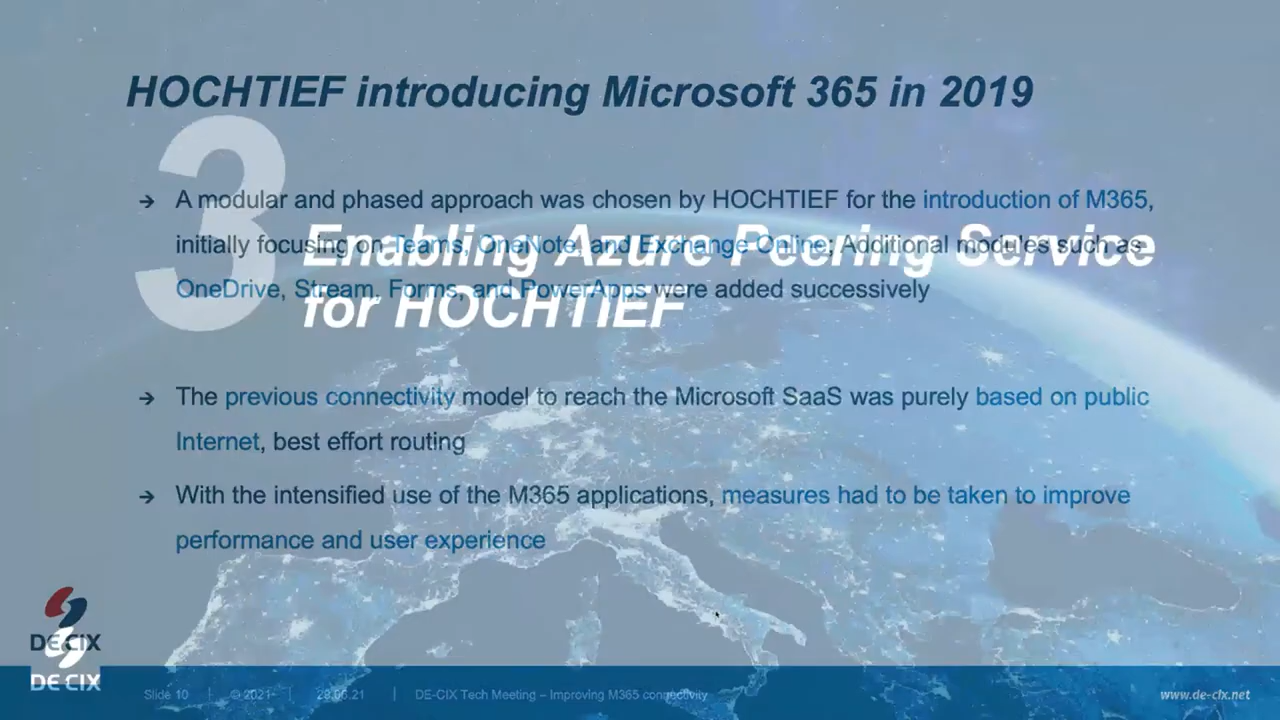 HOCHTIEF introducing Microsoft 365 in 2019
3
→ A modular and phased approach was chosen by HOCHTIEF for the introduction of M365,
initially focusing on Teams, OneNote, and Exchange Online; Additional modules such as
OneDrive, Stream, Forms, and PowerApps were added successively
Enabling Azure Peering Service
for HOCHTIEF
→ The previous connectivity model to reach the Microsoft SaaS was purely based on public
Internet, best effort routing
→ With the intensified use of the M365 applications, measures had to be taken to improve
performance and user experience
DE CIX
DE CIX
Slide 10 | © 2021 | 28.06.21 | DE-CIX Tech Meeting – Improving M365 connectivity
www.de-cix.net